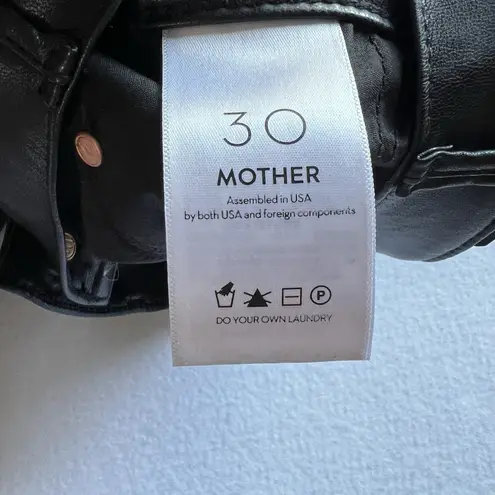 30
MOTHER
Assembled in USA
by both USA and foreign components
P
DO YOUR OWN LAUNDRY